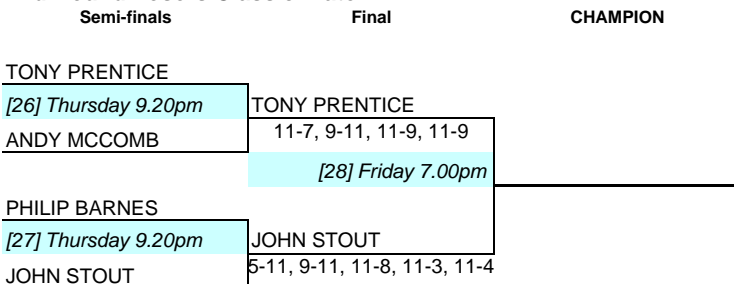 Semi-finals Final CHAMPION
TONY PRENTICE
[26] Thursday 9.20pm TONY PRENTICE
ANDY MCCOMB 11-7, 9-11, 11-9, 11-9
[28] Friday 7.00pm
PHILIP BARNES
[27] Thursday 9.20pm JOHN STOUT
JOHN STOUT 5-11, 9-11, 11-8, 11-3, 11-4